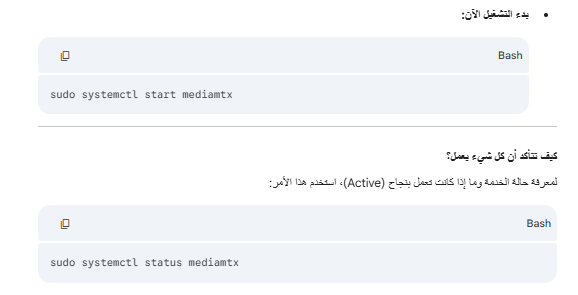 بدء التشغيل الآن:
Bash
sudo systemctl start mediamtx
كيف تتأكد أن كل شيء يعمل؟
لمعرفة حالة الخدمة وما إذا كانت تعمل بنجاح (Active)، استخدم هذا الأمر:
Bash
sudo systemctl status mediamtx